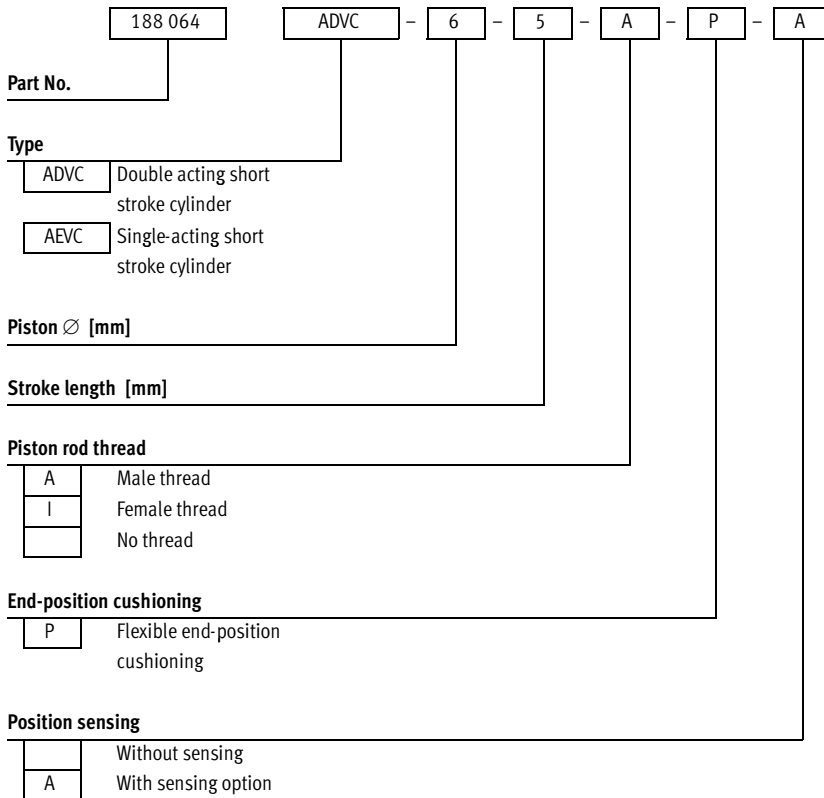 188 064 ADVC – 6 – 5 – A – P – A
Part No.
Type
ADVC Double acting short
stroke cylinder
AEVC Single-acting short
stroke cylinder
Piston ∅ [mm]
Stroke length [mm]
Piston rod thread
A Male thread
I Female thread
No thread
End-position cushioning
P Flexible end-position
cushioning
Position sensing
Without sensing
A With sensing option